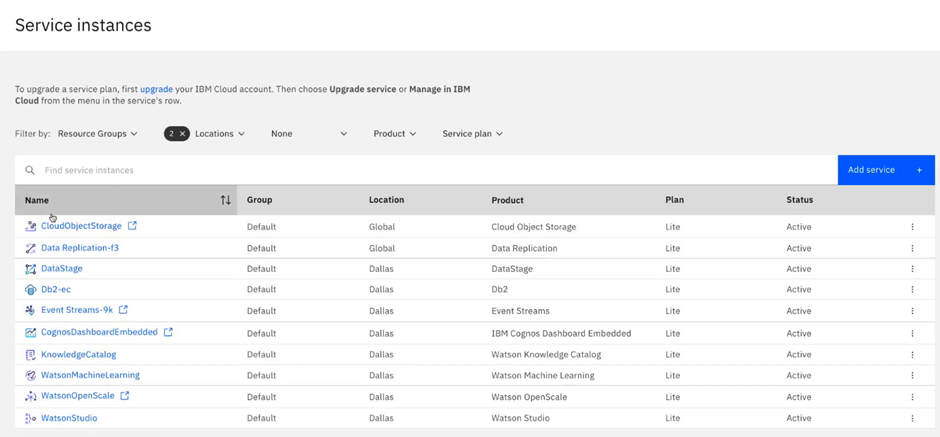 Service instances
To upgrade a service plan, first upgrade your IBM Cloud account. Then choose Upgrade service or Manage in IBM
Cloud from the menu in the service's row.
Filter by: Resource Groups 2 × Locations None Product Service plan
Find service instances Add service +
Name Group Location Product Plan Status
CloudObjectStorage Default Global Cloud Object Storage Lite Active
Data Replication-f3 Default Global Data Replication Lite Active
DataStage Default Dallas DataStage Lite Active
Db2-ec Default Dallas Db2 Lite Active
Event Streams-9k Default Dallas Event Streams Lite Active
CognosDashboardEmbedded Default Dallas IBM Cognos Dashboard Embedded Lite Active
KnowledgeCatalog Default Dallas Watson Knowledge Catalog Lite Active
WatsonMachineLearning Default Dallas Watson Machine Learning Lite Active
WatsonOpenScale Default Dallas Watson OpenScale Lite Active
WatsonStudio Default Dallas Watson Studio Lite Active